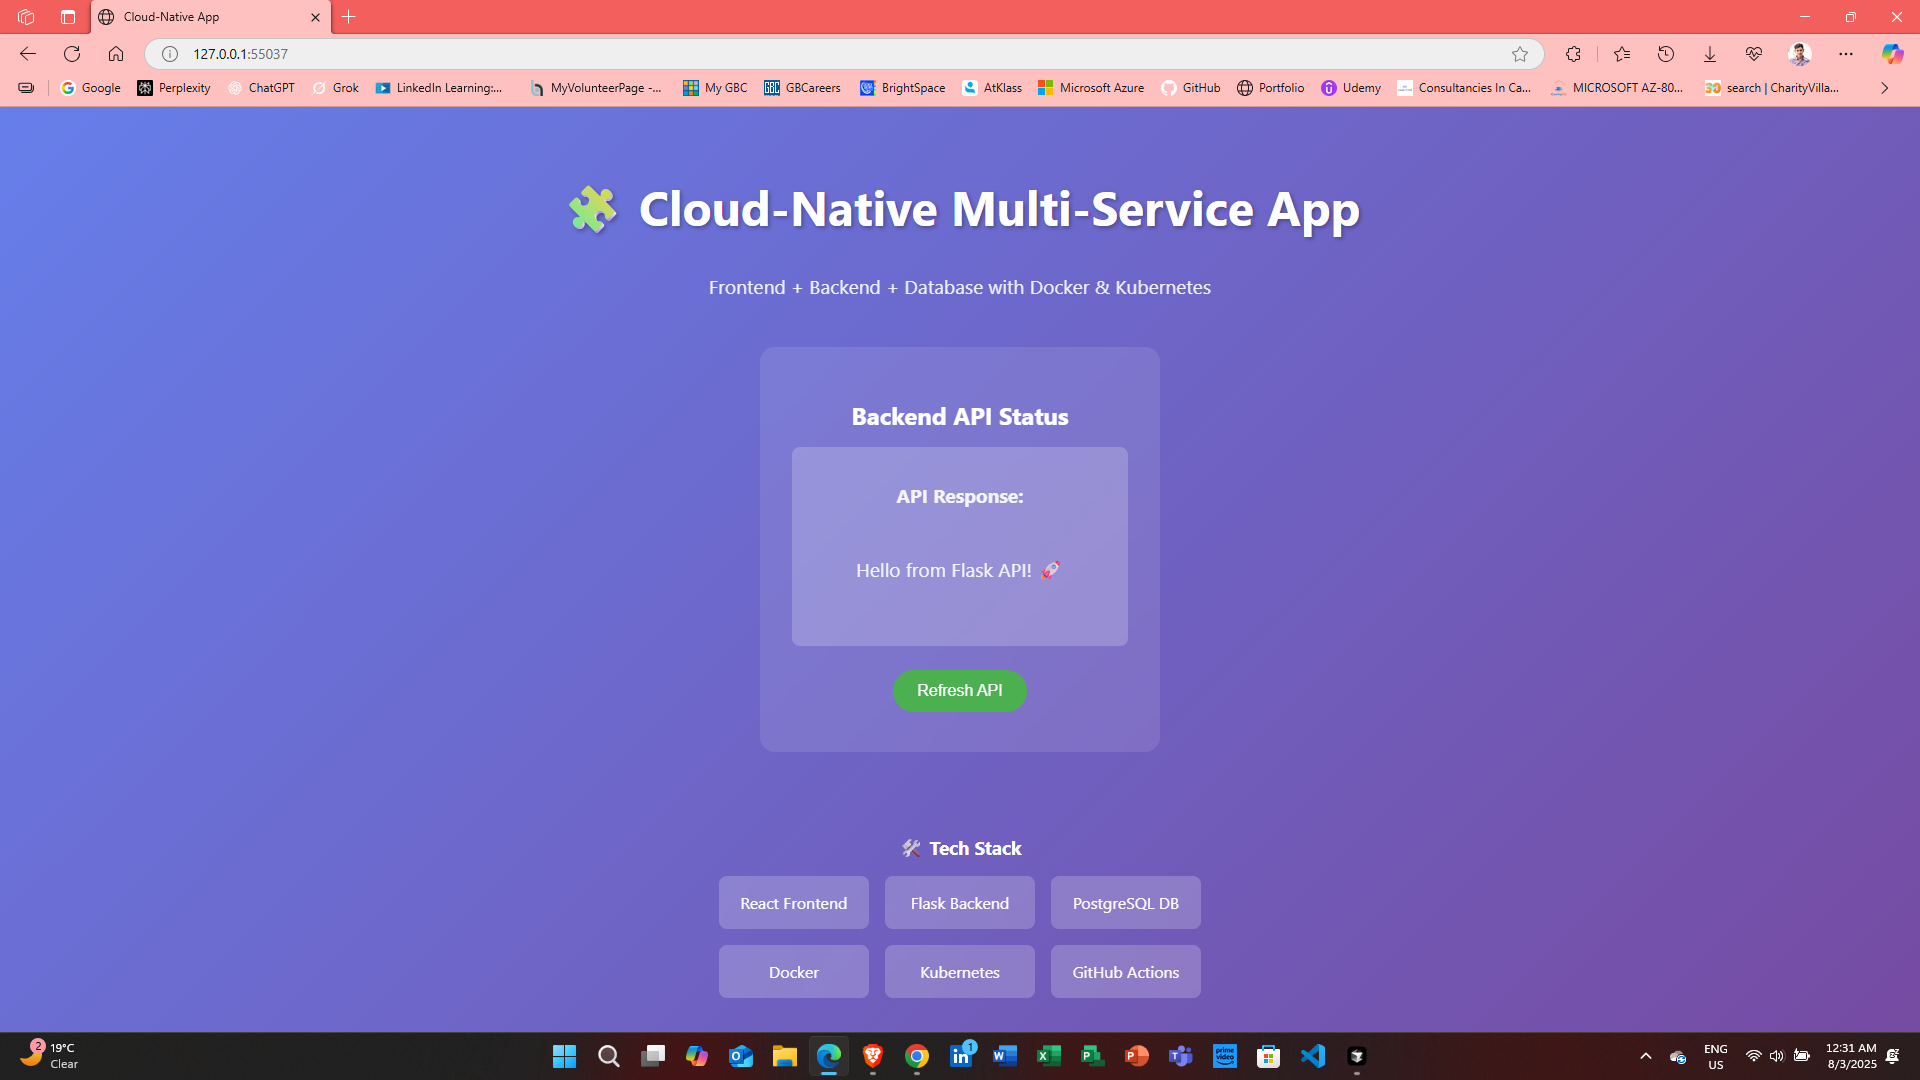 Cloud-Native App
127.0.0.1:55037
Google Perplexity ChatGPT Grok LinkedIn Learning:... MyVolunteerPage -... My GBC GBCareers BrightSpace AtKlass Microsoft Azure GitHub Portfolio Udemy Consultancies In Ca... MICROSOFT AZ-80... search | CharityVilla...
Cloud-Native Multi-Service App
Frontend + Backend + Database with Docker & Kubernetes
Backend API Status
API Response:
Hello from Flask API! 🚀
Refresh API
🛠 Tech Stack
React Frontend Flask Backend PostgreSQL DB
Docker Kubernetes GitHub Actions
2 19°C
Clear
1
prime video
ENG
US
12:31 AM
8/3/2025